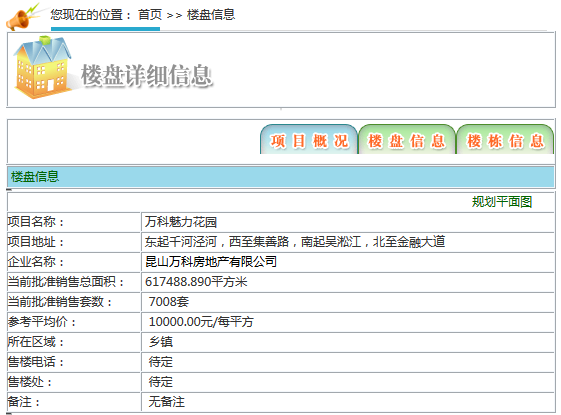 您现在的位置： 首页 >> 楼盘信息
楼盘详细信息
项目概况 楼盘信息 楼栋信息
楼盘信息
规划平面图
项目名称： 万科魅力花园
项目地址： 东起千河泾河，西至集善路，南起吴淞江，北至金融大道
企业名称： 昆山万科房地产有限公司
当前批准销售总面积： 617488.890平方米
当前批准销售套数： 7008套
参考平均价： 10000.00元/每平方
所在区域： 乡镇
售楼电话： 待定
售楼处： 待定
备注： 无备注